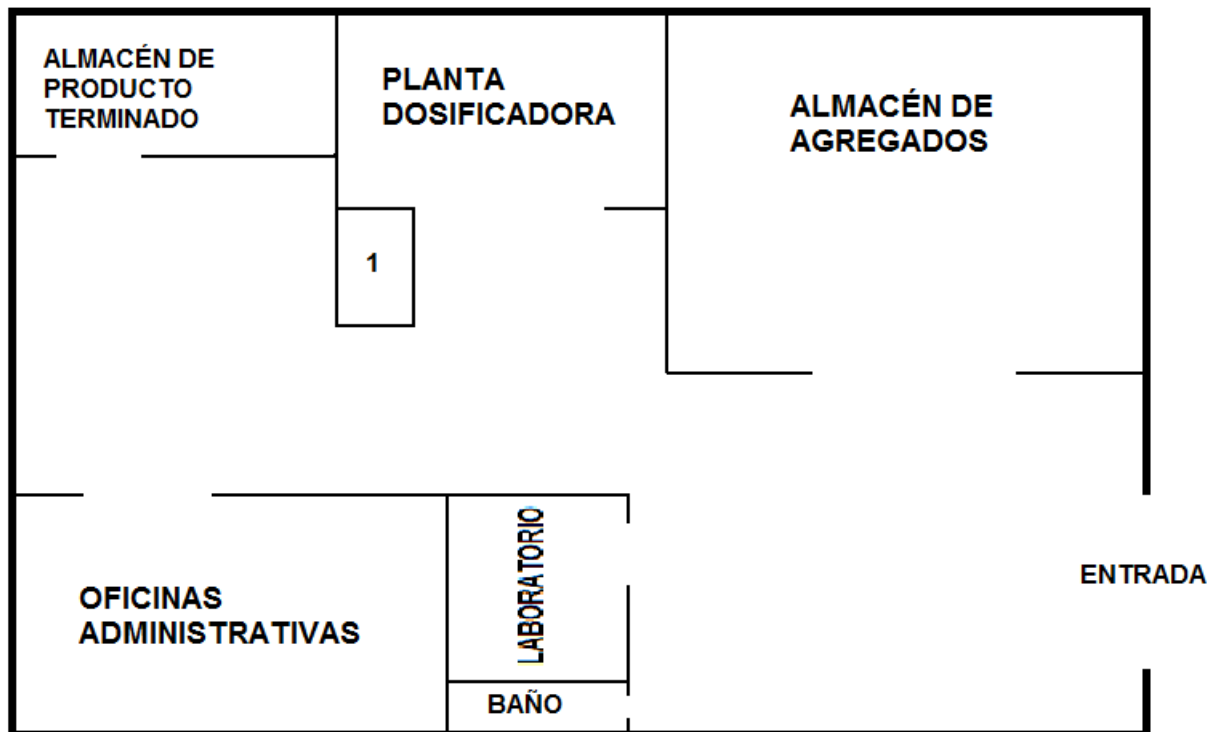 ALMACÉN DE
PRODUCTO
TERMINADO
PLANTA
DOSIFICADORA
ALMACÉN DE
AGREGADOS
1
LABORATORIO
ENTRADA
OFICINAS
ADMINISTRATIVAS
BAÑO